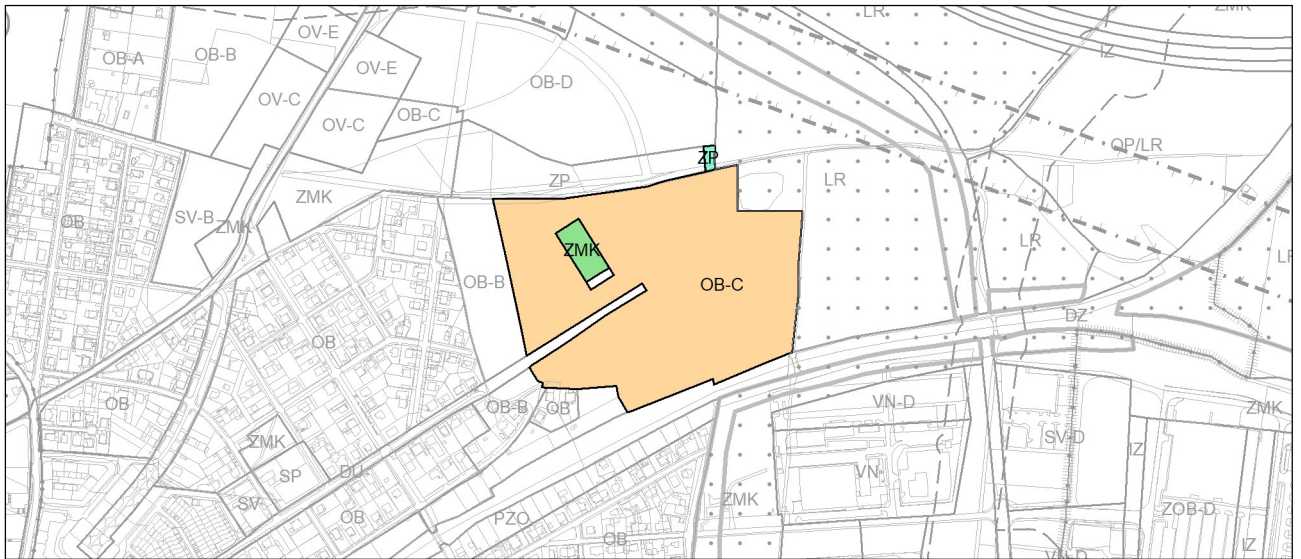 OV-E
LR
ZMK
OB-A
OB-B
OV-E
OB-D
IZ
OV-C
OV-C
OB-C
OP/LR
ZP
ZP
LR
ZMK
SV-B
OB
ZMK
ZMK
LR
OB-B
OB-C
DZ
OB
OB
OB-B
OB
VN-D
ZMK
ZMK
SV-D
IZ
SP
DU
VN
ZMK
SV
OB
PZO
OB
ZOB-D
VN-D
IZ